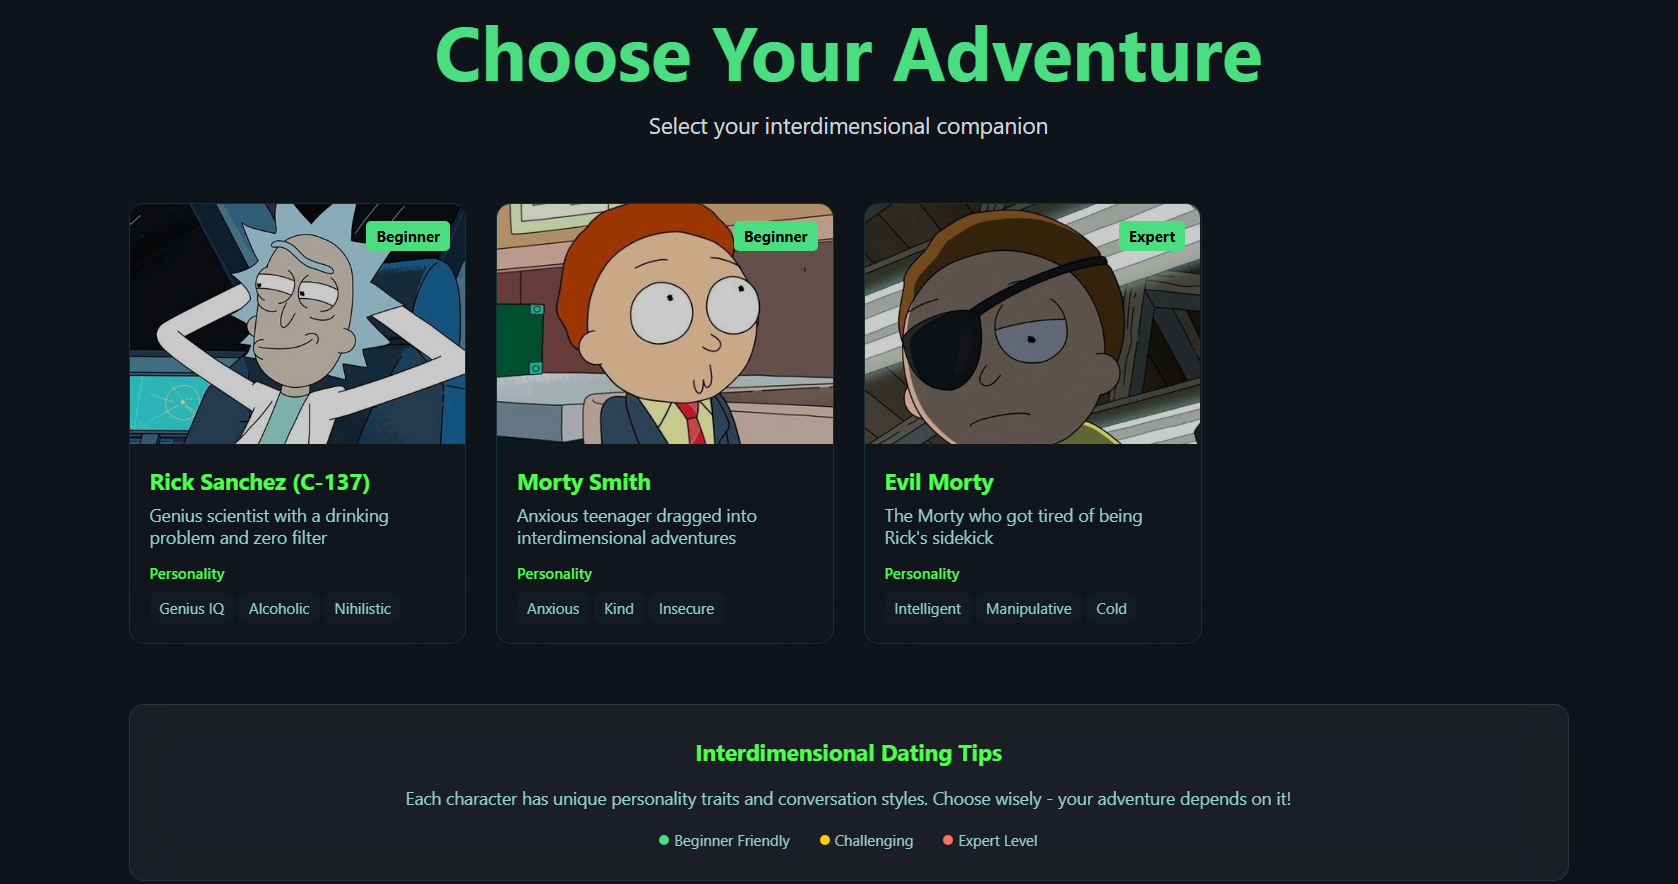 Choose Your Adventure
Select your interdimensional companion
Beginner
Rick Sanchez (C-137)
Genius scientist with a drinking
problem and zero filter
Personality
Genius IQ Alcoholic Nihilistic
Beginner
Morty Smith
Anxious teenager dragged into
interdimensional adventures
Personality
Anxious Kind Insecure
Expert
Evil Morty
The Morty who got tired of being
Rick's sidekick
Personality
Intelligent Manipulative Cold
Interdimensional Dating Tips
Each character has unique personality traits and conversation styles. Choose wisely - your adventure depends on it!
Beginner Friendly Challenging Expert Level